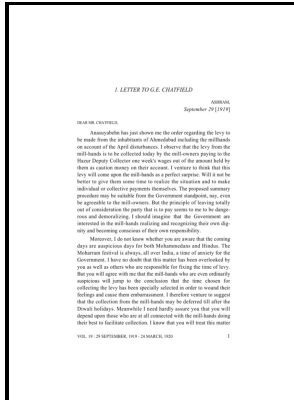 1. LETTER TO G.E. CHATFIELD
ASHRAM,
September 29 [1919]
DEAR MR. CHATFIELD,
Anasuyabehn has just shown me the order regarding the levy to
be made from the inhabitants of Ahmedabad including the millhands
on account of the April disturbances. I observe that the levy from the
mill-hands is to be collected today by the mill-owners paying to the
Huzur Deputy Collector one week's wages out of the amount held by
them as caution money on their account. I venture to think that this
levy will come upon the mill-hands as a perfect surprise. Will it not be
better to give them some time to realize the situation and to make
individual or collective payments themselves. The proposed summary
procedure may be suitable from the Government standpoint, nay, even
be agreeable to the mill-owners. But the principle of leaving totally
out of consideration the party that is to pay seems to me to be dange-
rous and demoralizing. I should imagine that the Government are
interested in the mill-hands realizing and recognizing their own dig-
nity and becoming conscious of their own responsibility.
Moreover, I do not know whether you are aware that the coming
days are auspicious days for both Mohammedans and Hindus. The
Moharram festival is always, all over India, a time of anxiety for the
Government. I have no doubt that this matter has been overlooked by
you as well as others who are responsible for fixing the time of levy.
But you will agree with me that the mill-hands who are even ordinarily
suspicious will jump to the conclusion that the time chosen for
collecting the levy has been specially selected in order to wound their
feelings and cause them embarrassment. I therefore venture to suggest
that the collection from the mill-hands may be deferred till after the
Diwali holidays. Meanwhile I need hardly assure you that you will
depend upon those who are at all connected with the mill-hands doing
their best to facilitate collection. I know that you will treat this matter
VOL. 19 : 29 SEPTEMBER, 1919 - 24 MARCH, 1920 1